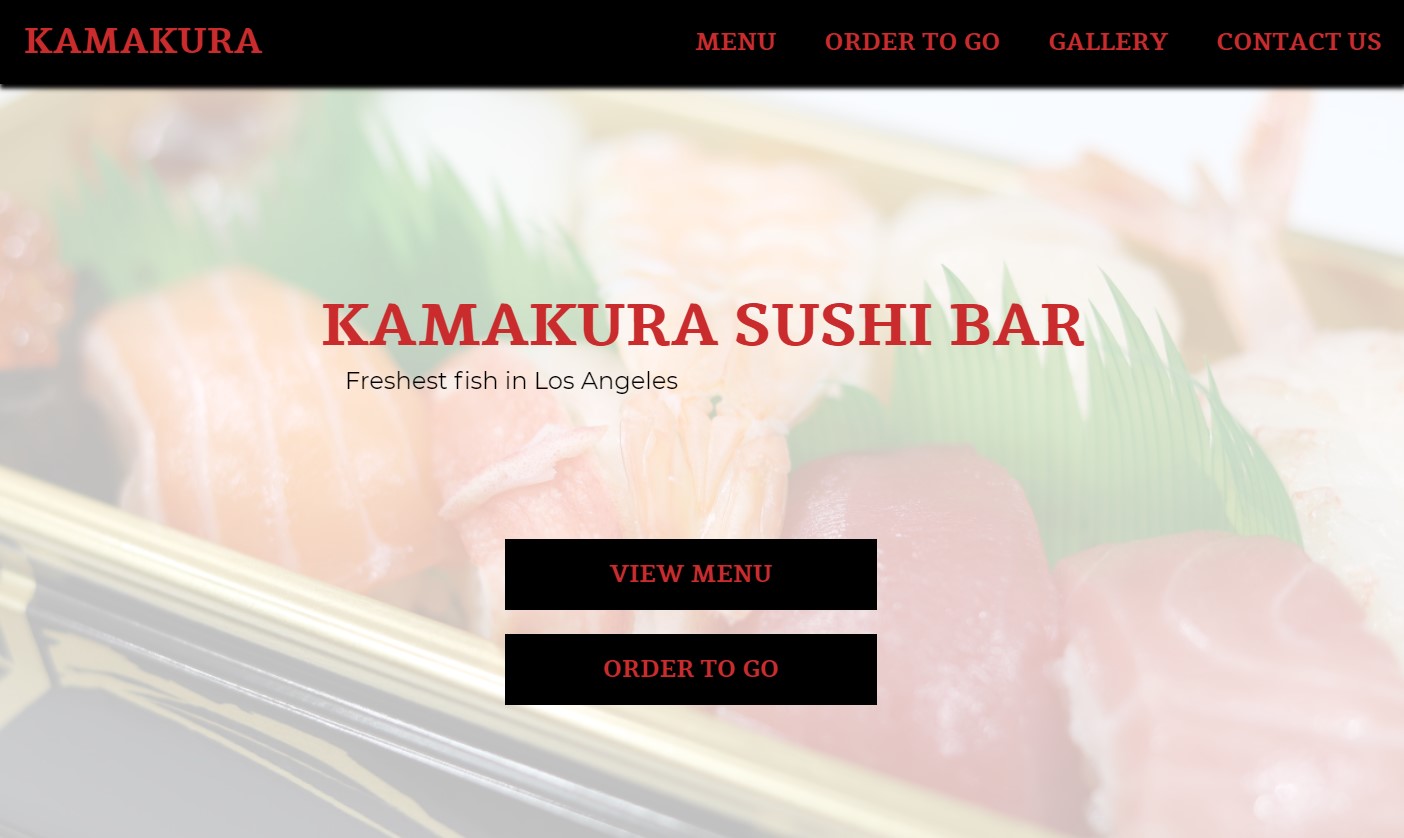 KAMAKURA
MENU ORDER TO GO GALLERY CONTACT US
KAMAKURA SUSHI BAR
Freshest fish in Los Angeles
VIEW MENU
ORDER TO GO